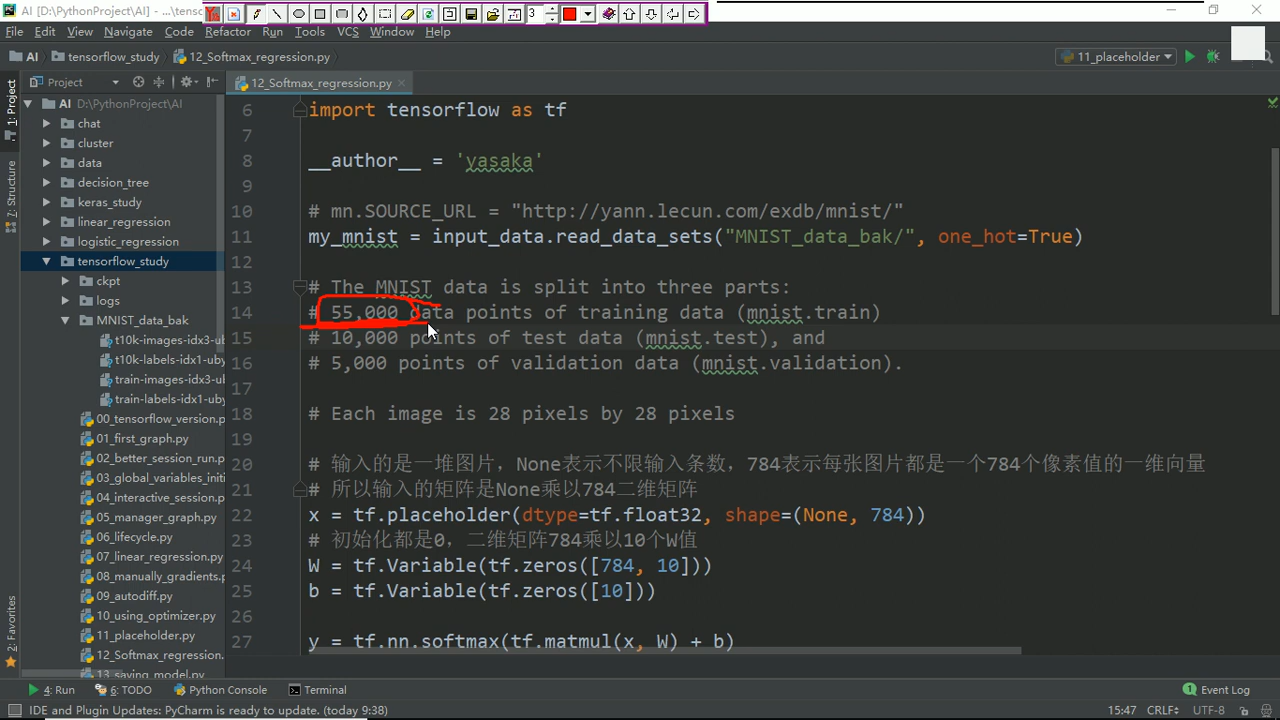 AI [D:\PythonProject\AI] - ...\tens
3
File Edit View Navigate Code Refactor Run Tools VCS Window Help
AI tensorflow_study 12_Softmax_regression.py 11_placeholder
Project 12_Softmax_regression.py
1: Project
7: Structure
2: Favorites
AI D:\PythonProject\AI
chat
cluster
data
decision_tree
keras_study
linear_regression
logistic_regression
tensorflow_study
ckpt
logs
MNIST_data_bak
t10k-images-idx3-ub
t10k-labels-idx1-uby
train-images-idx3-ub
train-labels-idx1-uby
00_tensorflow_version.p
01_first_graph.py
02_better_session_run.p
03_global_variables_initi
04_interactive_session.p
05_manager_graph.py
06_lifecycle.py
07_linear_regression.py
08_manually_gradients.p
09_autodiff.py
10_using_optimizer.py
11_placeholder.py
12_Softmax_regression.
13_saving_model.py
6 import tensorflow as tf
7
8 __author__ = 'yasaka'
9
10 # mn.SOURCE_URL = "http://yann.lecun.com/exdb/mnist/"
11 my_mnist = input_data.read_data_sets("MNIST_data_bak/", one_hot=True)
12
13 # The MNIST data is split into three parts:
14 # 55,000 data points of training data (mnist.train)
15 # 10,000 points of test data (mnist.test), and
16 # 5,000 points of validation data (mnist.validation).
17
18 # Each image is 28 pixels by 28 pixels
19
20 # 输入的是一堆图片，None表示不限输入条数，784表示每张图片都是一个784个像素值的一维向量
21 # 所以输入的矩阵是None乘以784二维矩阵
22 x = tf.placeholder(dtype=tf.float32, shape=(None, 784))
23 # 初始化都是0，二维矩阵784乘以10个W值
24 W = tf.Variable(tf.zeros([784, 10]))
25 b = tf.Variable(tf.zeros([10]))
26
27 y = tf.nn.softmax(tf.matmul(x, W) + b)
4: Run 6: TODO Python Console Terminal 1 Event Log
IDE and Plugin Updates: PyCharm is ready to update. (today 9:38) 15:47 CRLF÷ UTF-8